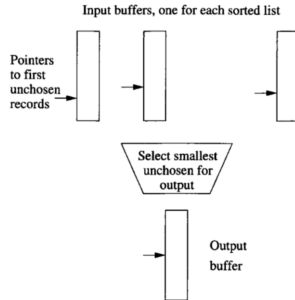 Input buffers, one for each sorted list
Pointers
to first
unchosen
records
Select smallest
unchosen for
output
Output
buffer